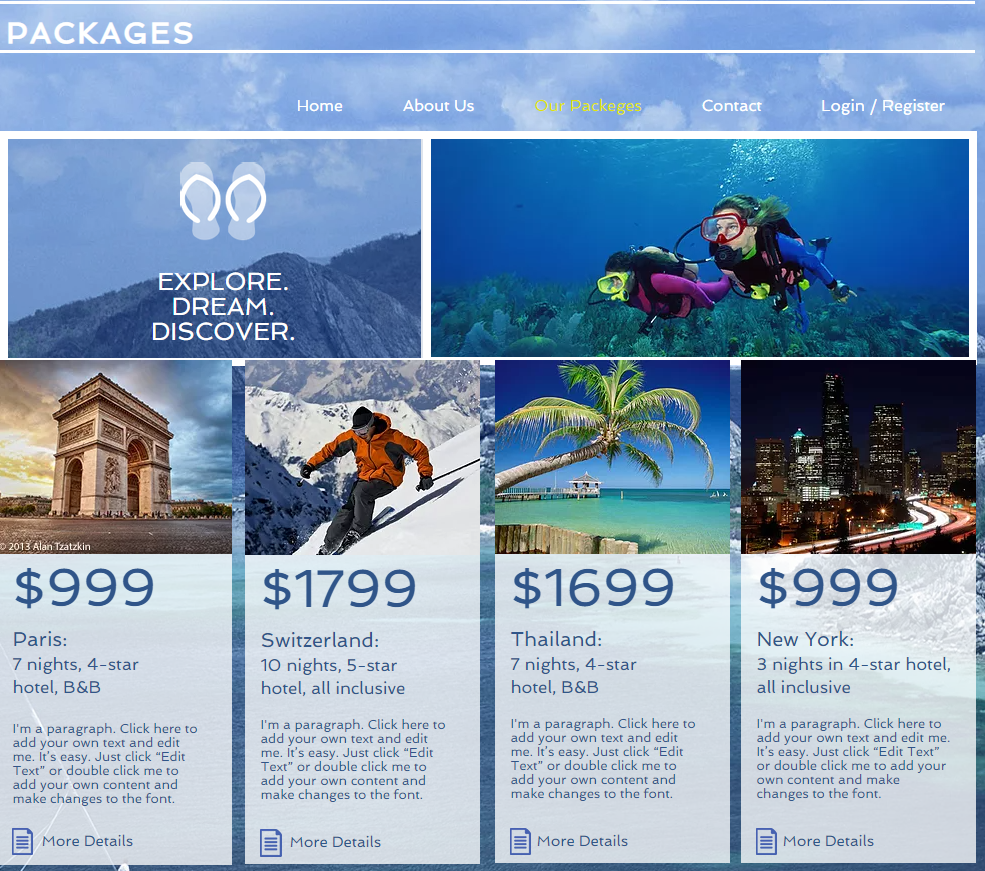 PACKAGES
Home About Us Our Packeges Contact Login / Register
EXPLORE.
DREAM.
DISCOVER.
© 2013 Alan Tzatzkin
$999
Paris:
7 nights, 4-star
hotel, B&B
I'm a paragraph. Click here to
add your own text and edit
me. It's easy. Just click “Edit
Text” or double click me to
add your own content and
make changes to the font.
More Details
$1799
Switzerland:
10 nights, 5-star
hotel, all inclusive
I'm a paragraph. Click here to
add your own text and edit
me. It's easy. Just click “Edit
Text” or double click me to
add your own content and
make changes to the font.
More Details
$1699
Thailand:
7 nights, 4-star
hotel, B&B
I'm a paragraph. Click here to
add your own text and edit
me. It's easy. Just click “Edit
Text” or double click me to
add your own content and
make changes to the font.
More Details
$999
New York:
3 nights in 4-star hotel,
all inclusive
I'm a paragraph. Click here to
add your own text and edit me.
It's easy. Just click “Edit Text”
or double click me to add your
own content and make
changes to the font.
More Details